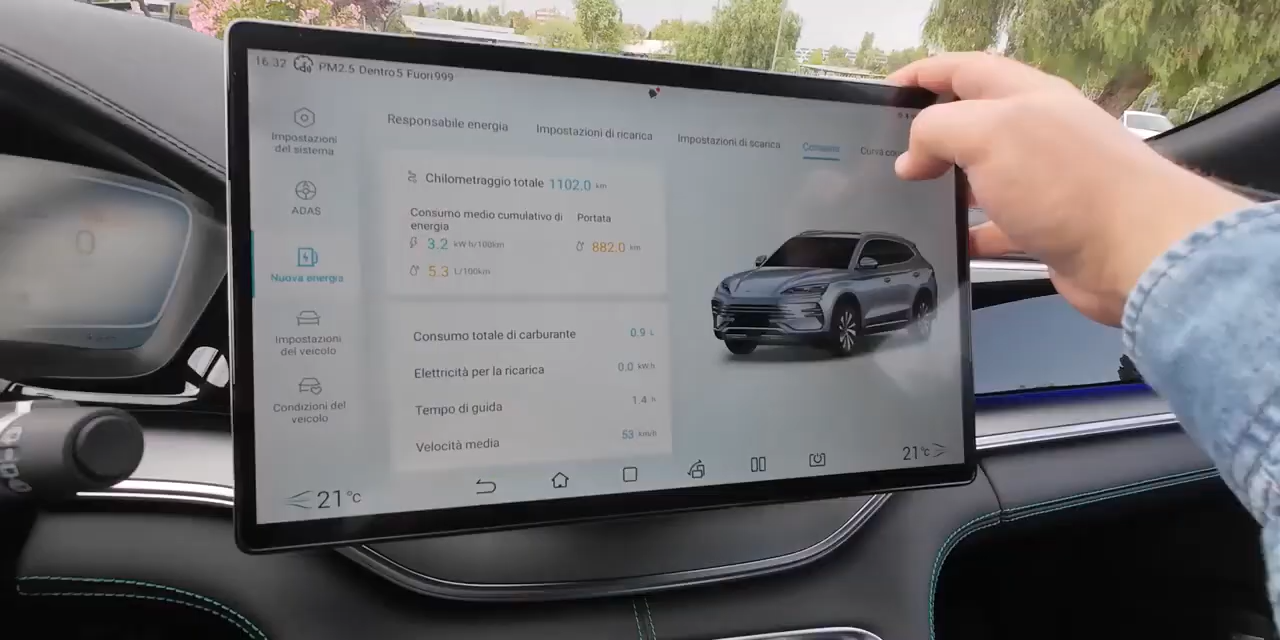 16:32 PM2.5 Dentro5 Fuori999
Impostazioni
del sistema
ADAS
Nuova energia
Impostazioni
del veicolo
Condizioni del
veicolo
Responsabile energia
Impostazioni di ricarica
Impostazioni di scarica
Consumo
Curva
Chilometraggio totale 1102.0 km
Consumo medio cumulativo di
energia
Portata
3.2 kWh/100km
882.0 km
5.3 L/100km
Consumo totale di carburante 0.9 L
Elettricità per la ricarica 0.0 kWh
Tempo di guida 1.4 h
Velocità media 53 km/h
21°C
21°C
0